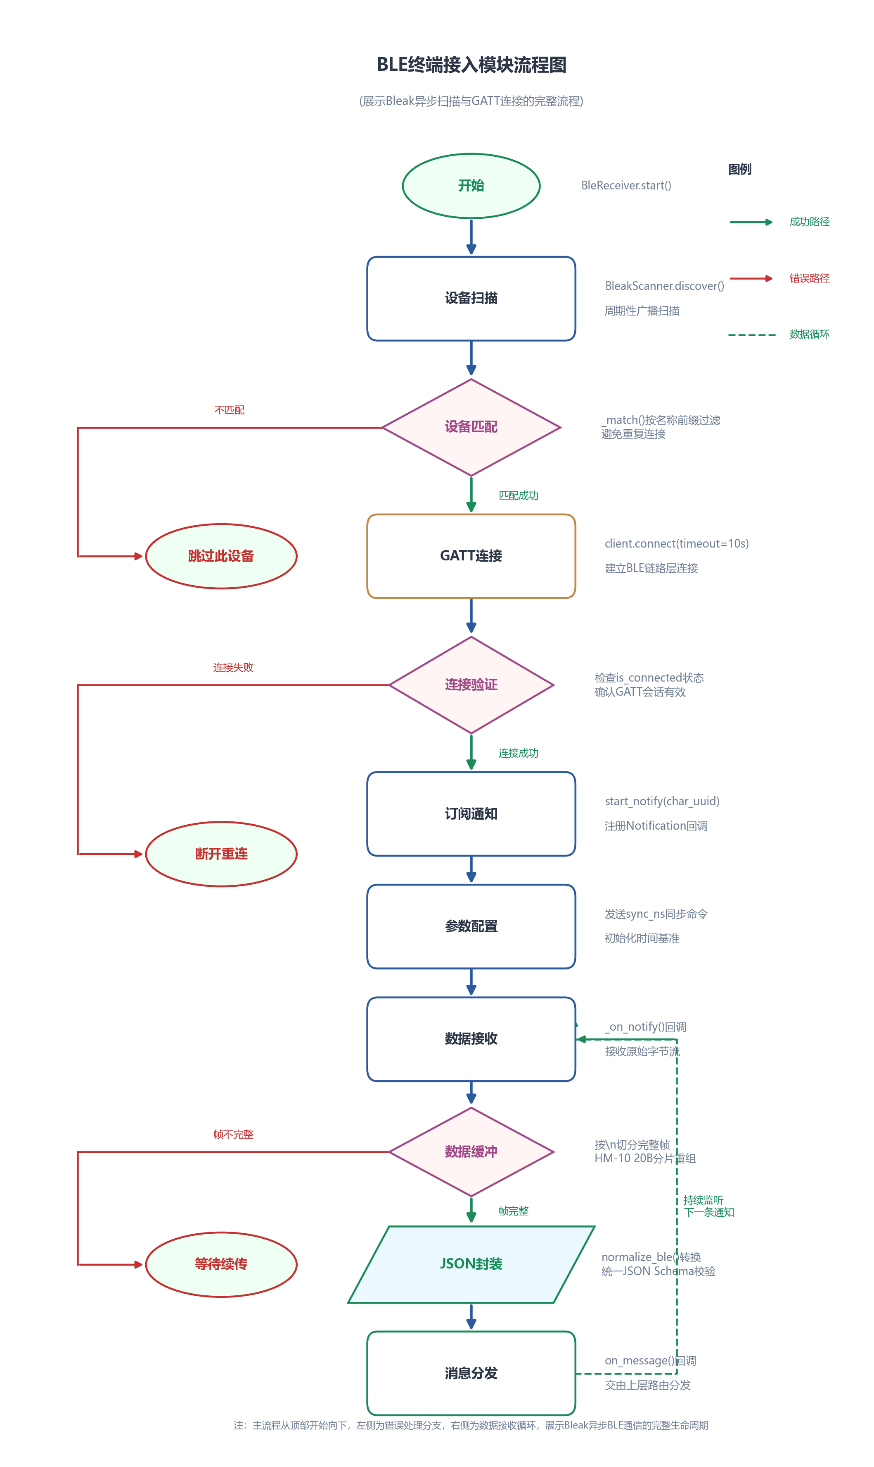 BLE终端接入模块流程图
(展示Bleak异步扫描与GATT连接的完整流程)
图例
开始
BleReceiver.start()
成功路径
设备扫描
BleakScanner.discover()
周期性广播扫描
错误路径
数据循环
不匹配
设备匹配
_match()按名称前缀过滤
避免重复连接
匹配成功
跳过此设备
GATT连接
client.connect(timeout=10s)
建立BLE链路层连接
连接失败
连接验证
检查is_connected状态
确认GATT会话有效
连接成功
订阅通知
start_notify(char_uuid)
注册Notification回调
断开重连
参数配置
发送sync_ns同步命令
初始化时间基准
数据接收
_on_notify()回调
接收原始字节流
帧不完整
数据缓冲
按\n切分完整帧
HM-10 20B分片重组
持续监听
下一条通知
帧完整
等待续传
JSON封装
normalize_ble()转换
统一JSON Schema校验
消息分发
on_message()回调
交由上层路由分发
注：主流程从顶部开始向下，左侧为错误处理分支，右侧为数据接收循环，展示Bleak异步BLE通信的完整生命周期